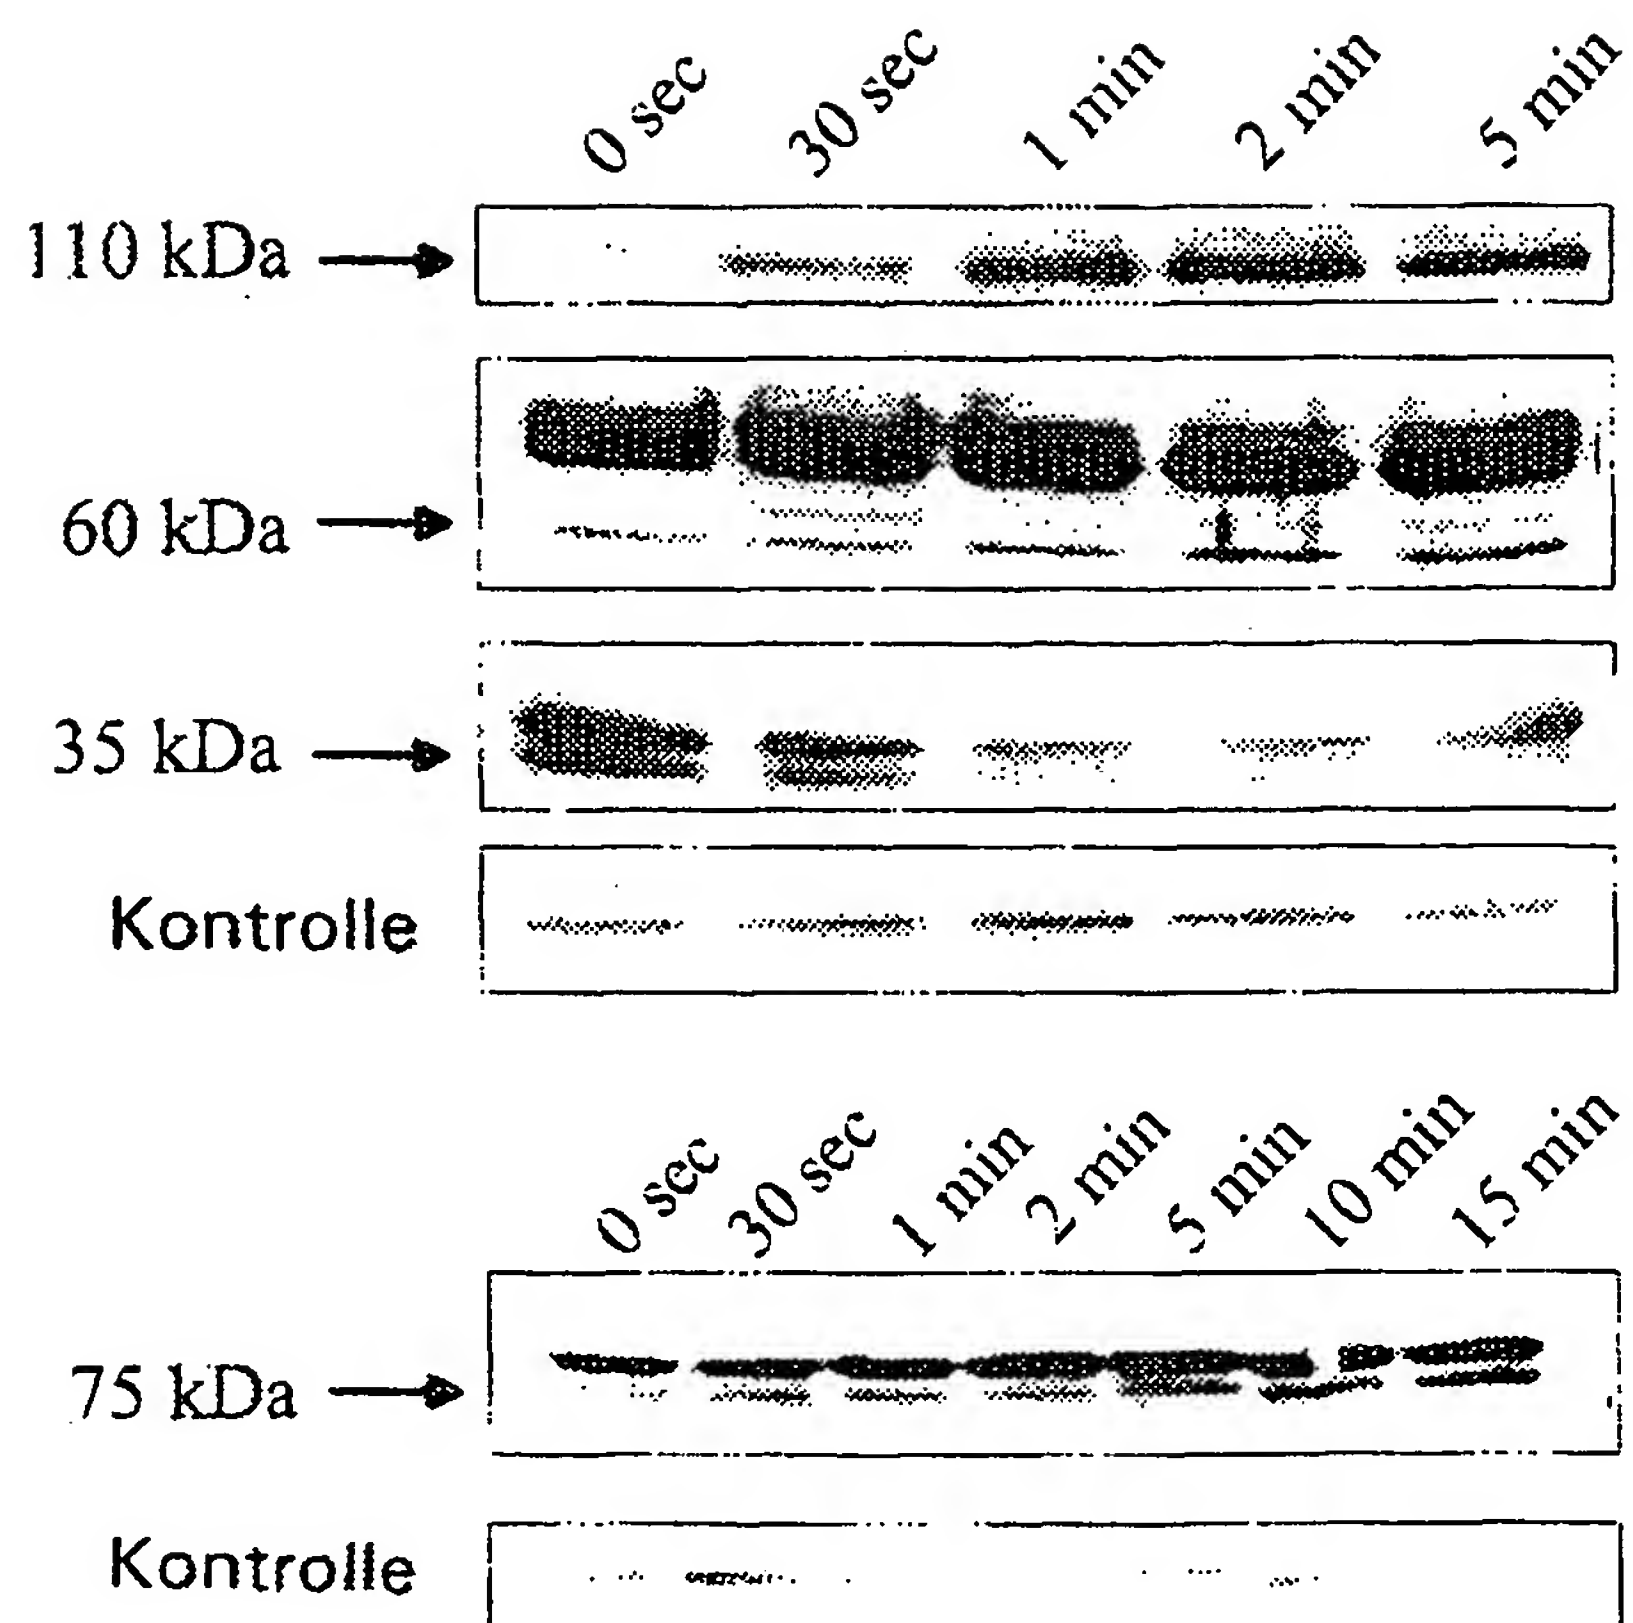 0 sec 30 sec 1 min 2 min 5 min
110 kDa
60 kDa
35 kDa
Kontrolle
0 sec 30 sec 1 min 2 min 5 min 10 min 15 min
75 kDa
Kontrolle